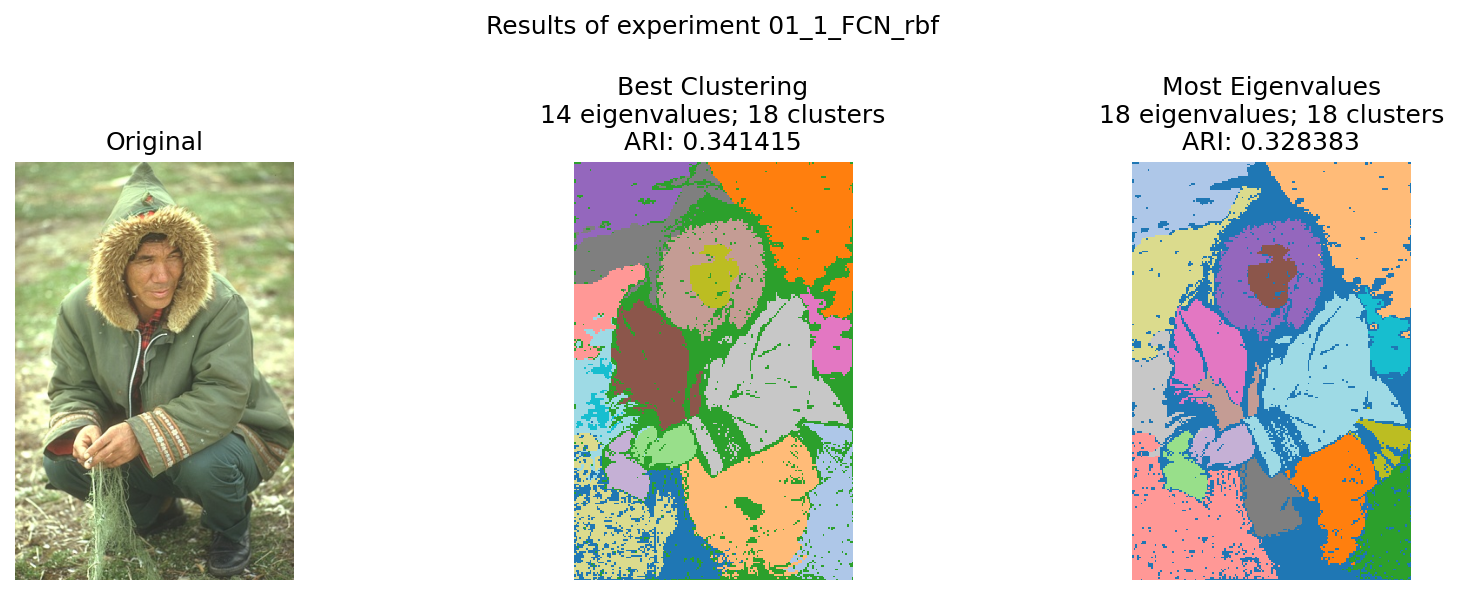 Results of experiment 01_1_FCN_rbf
Original
Best Clustering
14 eigenvalues; 18 clusters
ARI: 0.341415
Most Eigenvalues
18 eigenvalues; 18 clusters
ARI: 0.328383